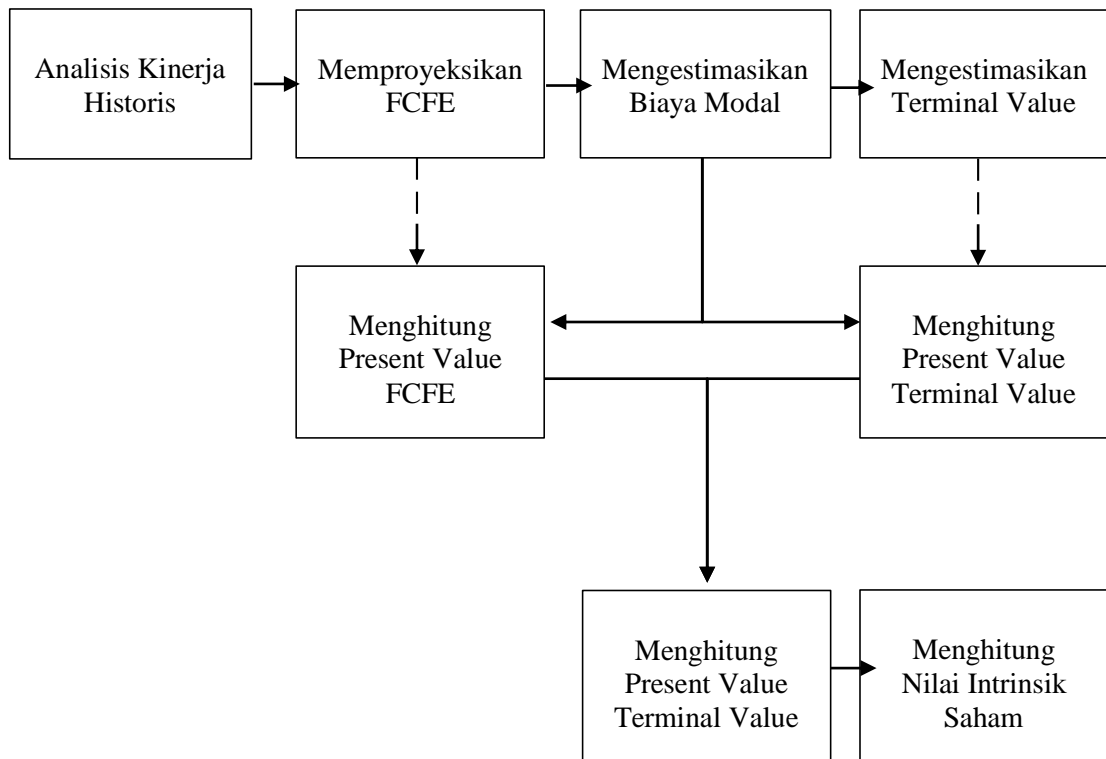 Analisis Kinerja
Historis
Memproyeksikan
FCFE
Mengestimasikan
Biaya Modal
Mengestimasikan
Terminal Value
Menghitung
Present Value
FCFE
Menghitung
Present Value
Terminal Value
Menghitung
Present Value
Terminal Value
Menghitung
Nilai Intrinsik
Saham